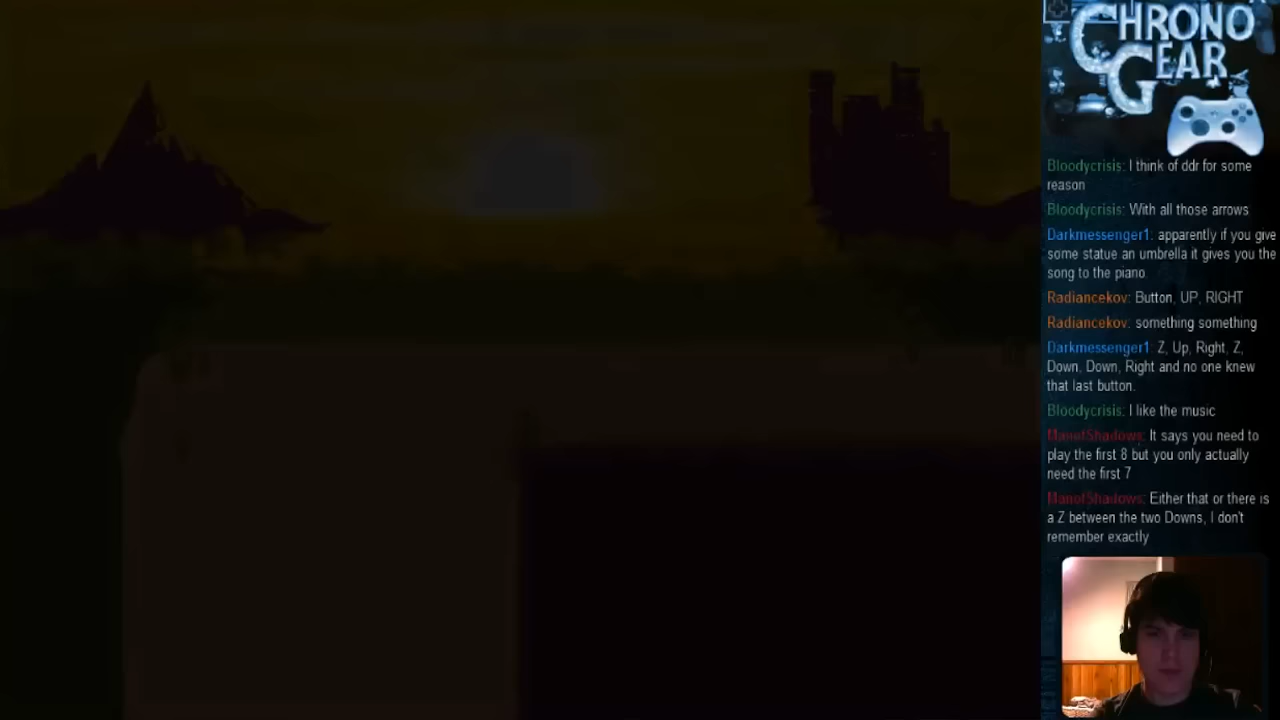 CHRONO
GEAR
Bloodycrisis: I think of ddr for some
reason
Bloodycrisis: With all those arrows
Darkmessenger1: apparently if you give
some statue an umbrella it gives you the
song to the piano
Radiancekov: Button, UP, RIGHT
Radiancekov: something something
Darkmessenger1: Z, Up, Right, Z,
Down, Down, Right and no one knew
that last button.
Bloodycrisis: I like the music
ManofShadows: It says you need to
play the first 8 but you only actually
need the first 7
ManofShadows: Either that or there is
a Z between the two Downs, I don't
remember exactly